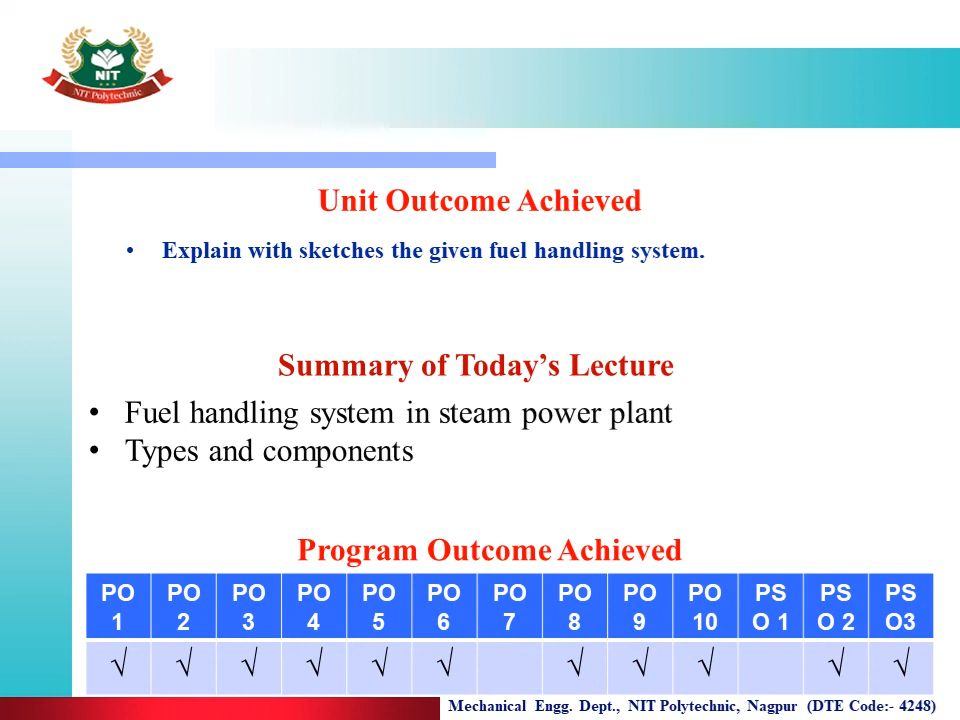 NIT
NIT Polytechnic
Unit Outcome Achieved
• Explain with sketches the given fuel handling system.
Summary of Today’s Lecture
• Fuel handling system in steam power plant
• Types and components
Program Outcome Achieved
PO 1 PO 2 PO 3 PO 4 PO 5 PO 6 PO 7 PO 8 PO 9 PO 10 PS O 1 PS O 2 PS O3
√ √ √ √ √ √ √ √ √ √ √
Mechanical Engg. Dept., NIT Polytechnic, Nagpur (DTE Code:- 4248)